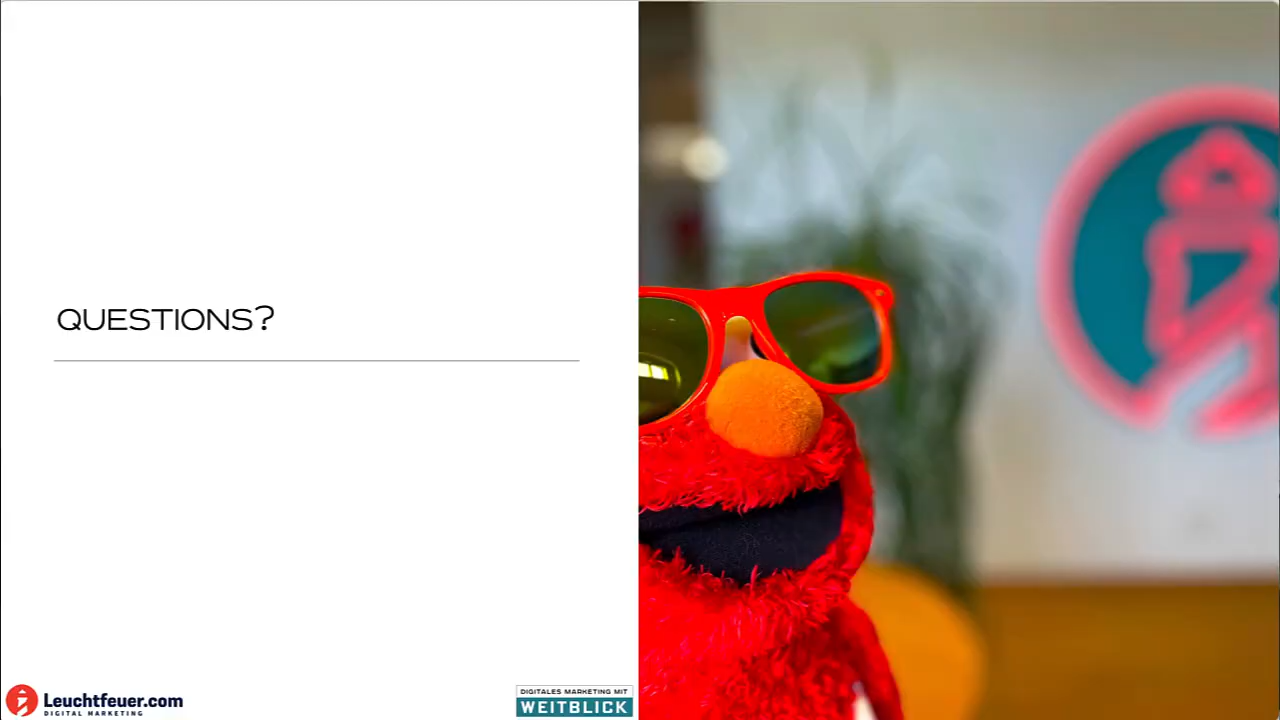 QUESTIONS?
Leuchtfeuer.com
DIGITAL MARKETING
DIGITALES MARKETING MIT
WEITBLICK